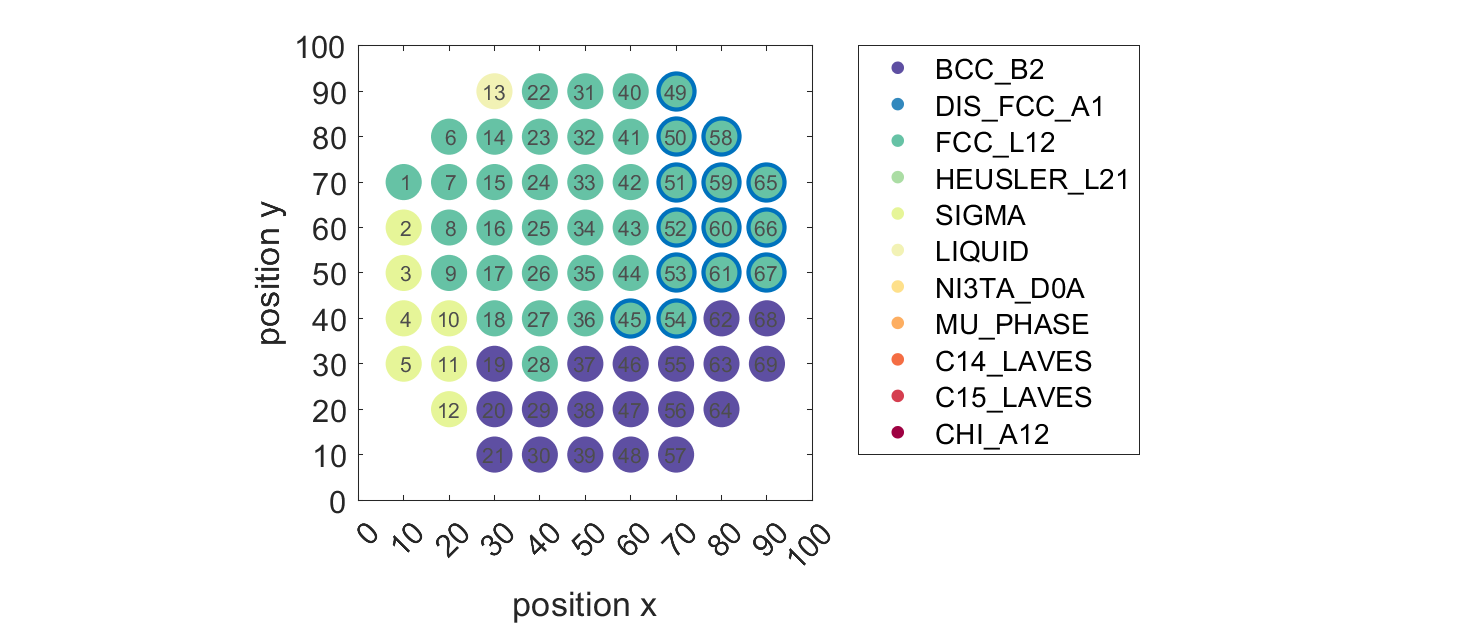 100
90
80
70
60
50
40
30
20
10
0
position y
13 22 31 40 49
6 14 23 32 41 50 58
1 7 15 24 33 42 51 59 65
2 8 16 25 34 43 52 60 66
3 9 17 26 35 44 53 61 67
4 10 18 27 36 45 54 62 68
5 11 19 28 37 46 55 63 69
12 20 29 38 47 56 64
21 30 39 48 57
0 10 20 30 40 50 60 70 80 90 100
position x
BCC_B2
DIS_FCC_A1
FCC_L12
HEUSLER_L21
SIGMA
LIQUID
NI3TA_D0A
MU_PHASE
C14_LAVES
C15_LAVES
CHI_A12